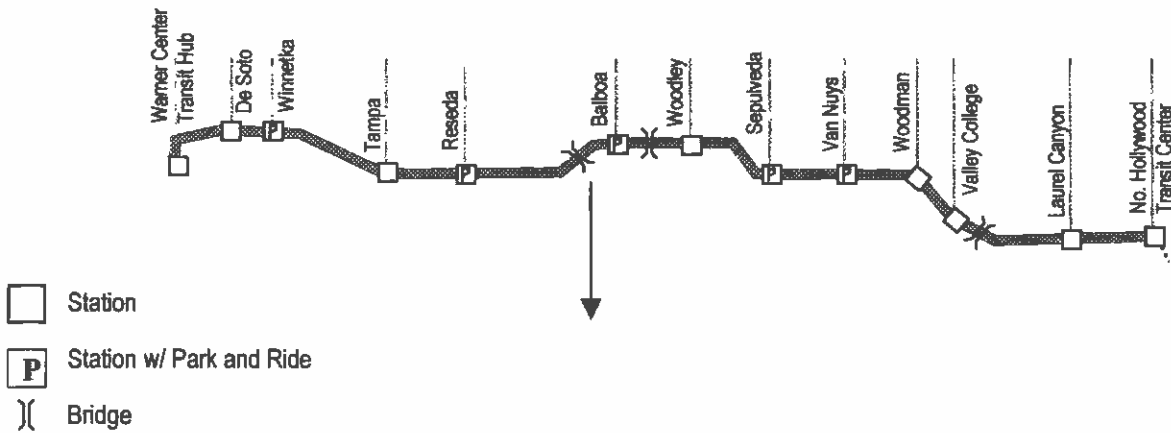 Warner Center
Transit Hub
De Soto
Winnetka
Tampa
Reseda
Balboa
Woodley
Sepulveda
Van Nuys
Woodman
Valley College
Laurel Canyon
No. Hollywood
Transit Center
P
P
P
P
P
Station
P Station w/ Park and Ride
Bridge